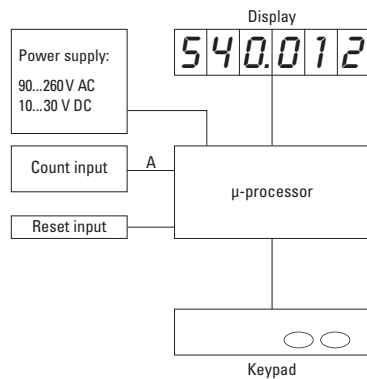 Display
540.012
Power supply:
90...260 V AC
10...30 V DC
Count input
A
µ-processor
Reset input
Keypad